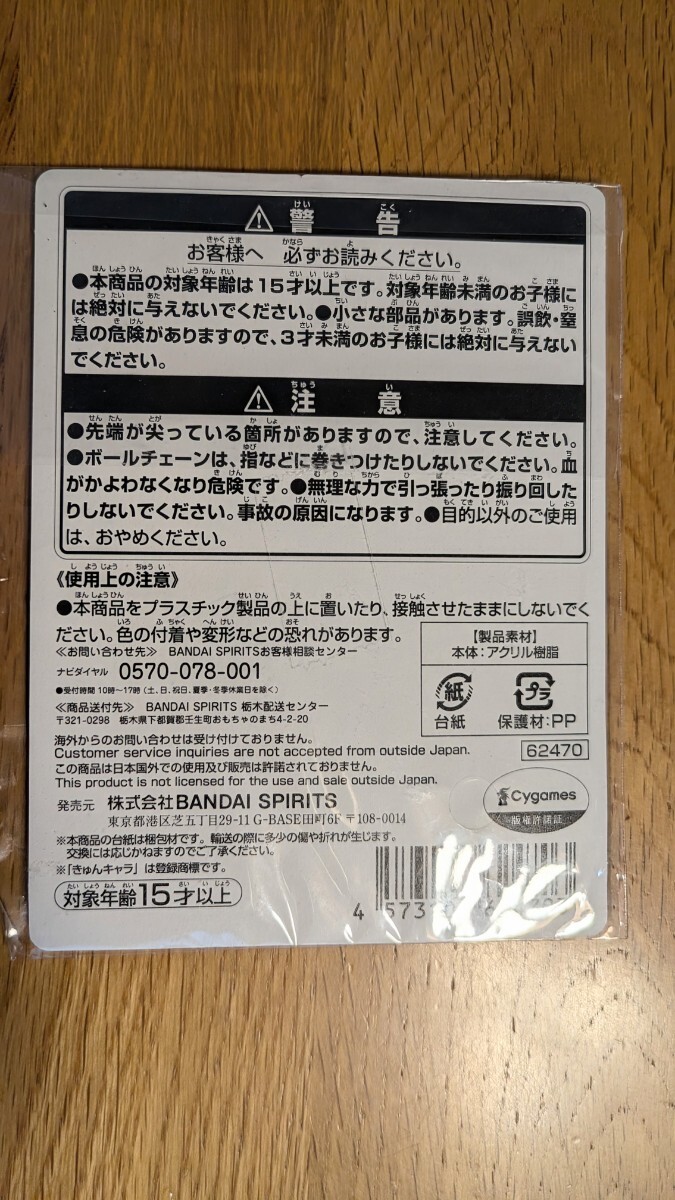 ⚠警告
お客様へ 必ずお読みください。
●本商品の対象年齢は15才以上です。対象年齢未満のお子様に
は絶対に与えないでください。●小さな部品があります。誤飲・窒
息の危険がありますので、3才未満のお子様には絶対に与えない
でください。
⚠注意
●先端が尖っている箇所がありますので、注意してください。
●ボールチェーンは、指などに巻きつけたりしないでください。血
がかよわなくなり危険です。●無理な力で引っ張ったり振り回した
りしないでください。事故の原因になります。●目的以外のご使用
は、おやめください。
《使用上の注意》
●本商品をプラスチック製品の上に置いたり、接触させたままにしないでく
ださい。色の付着や変形などの恐れがあります。
≪お問い合わせ先≫ BANDAI SPIRITSお客様相談センター
ナビダイヤル 0570-078-001
●受付時間 10時~17時(土、日、祝日、夏季・冬季休業日を除く)
≪商品送付先≫ BANDAI SPIRITS 栃木配送センター
〒321-0298 栃木県下都賀郡壬生町おもちゃのまち4-2-20
【製品素材】
本体:アクリル樹脂
紙
台紙
プラ
保護材:PP
海外からのお問い合わせは受け付けておりません。
Customer service inquiries are not accepted from outside Japan.
62470
この商品は日本国外での使用及び販売は許諾されておりません。
This product is not licensed for the use and sale outside Japan.
発売元 株式会社BANDAI SPIRITS
東京都港区芝五丁目29-11 G-BASE田町6F 〒108-0014
Cygames
版権許諾証
※本商品の台紙は梱包材です。輸送の際に多少の傷や折れが生じます。
交換には応じかねますのでご了承ください。
※「きゅんキャラ」は登録商標です。
対象年齢15才以上
4 573